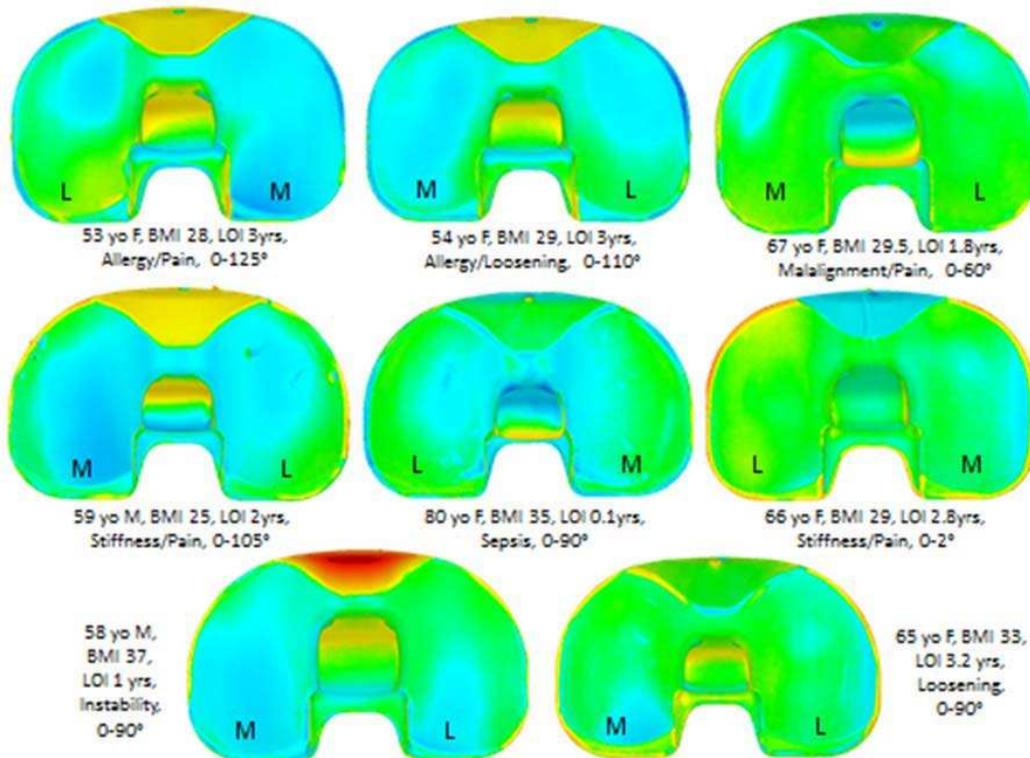 L M
53 yo F, BMI 28, LOI 3yrs,
Allergy/Pain, 0-125°
M L
54 yo F, BMI 29, LOI 3yrs,
Allergy/Loosening, 0-110°
M L
67 yo F, BMI 29.5, LOI 1.8yrs,
Malalignment/Pain, 0-60°
M L
59 yo M, BMI 25, LOI 2yrs,
Stiffness/Pain, 0-105°
L M
80 yo F, BMI 35, LOI 0.1yrs,
Sepsis, 0-90°
L M
66 yo F, BMI 29, LOI 2.8yrs,
Stiffness/Pain, 0-2°
58 yo M,
BMI 37,
LOI 1 yrs,
Instability,
0-90°
M L
M L
65 yo F, BMI 33,
LOI 3.2 yrs,
Loosening,
0-90°